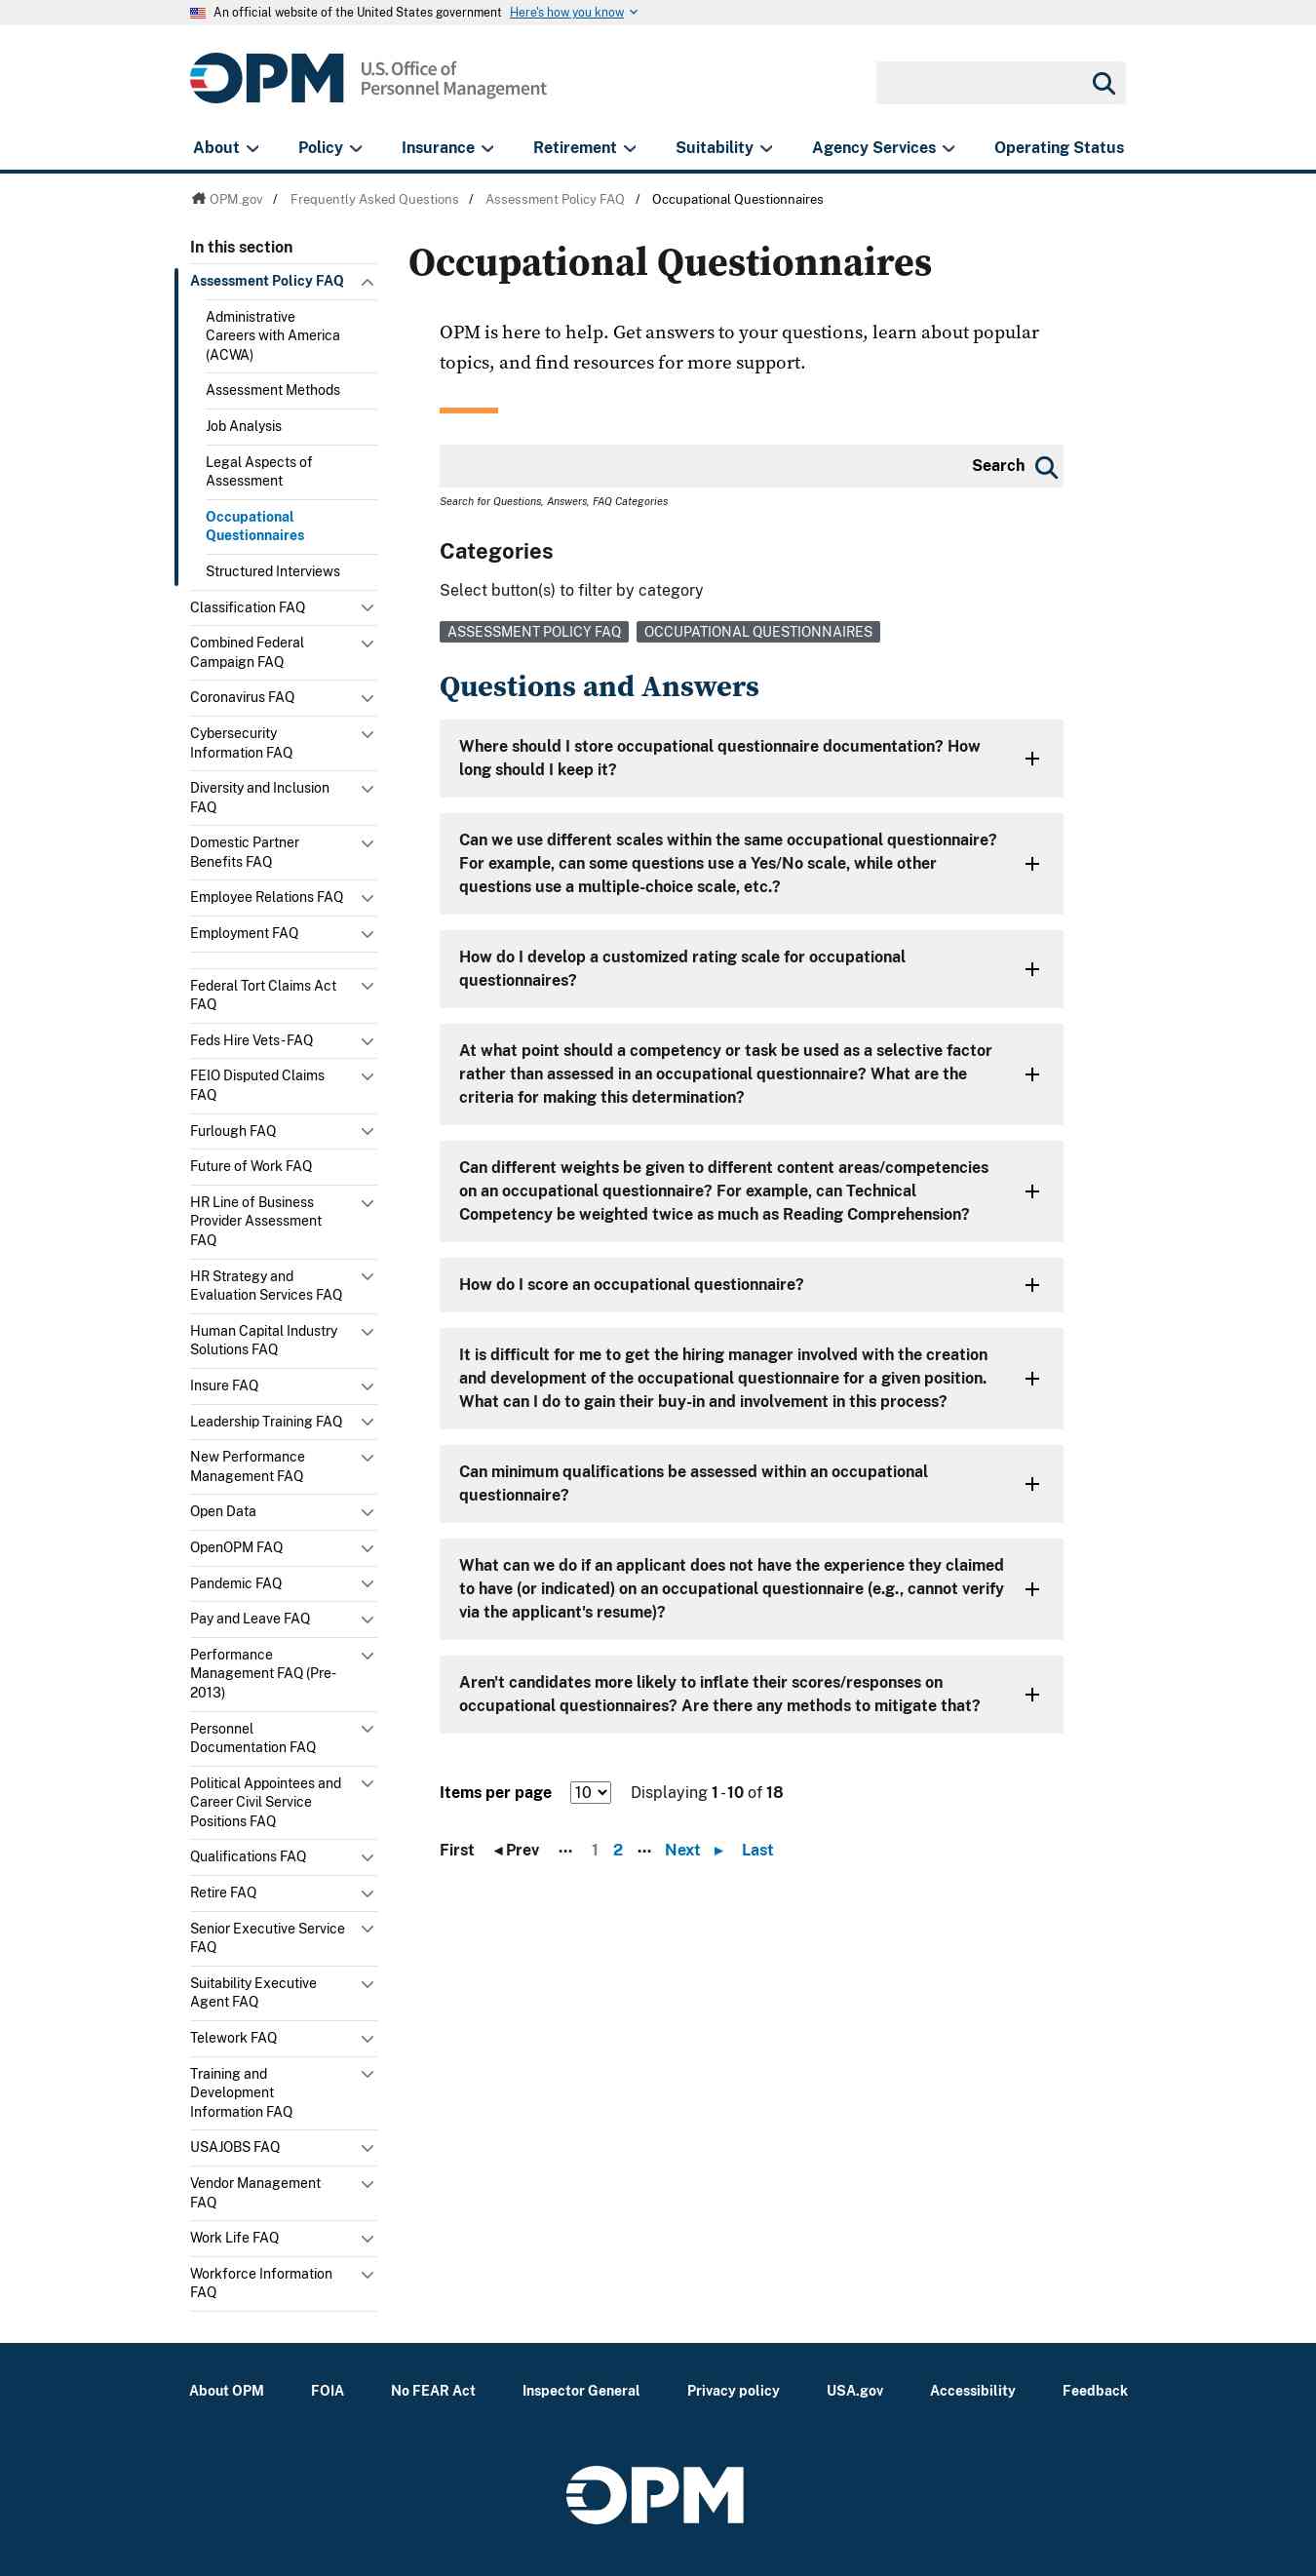 An official website of the United States government Here's how you know
OPM U.S. Office of
Personnel Management
About Policy Insurance Retirement Suitability Agency Services Operating Status
OPM.gov / Frequently Asked Questions / Assessment Policy FAQ / Occupational Questionnaires
In this section
Assessment Policy FAQ
Administrative
Careers with America
(ACWA)
Assessment Methods
Job Analysis
Legal Aspects of
Assessment
Occupational
Questionnaires
Structured Interviews
Classification FAQ
Combined Federal
Campaign FAQ
Coronavirus FAQ
Cybersecurity
Information FAQ
Diversity and Inclusion
FAQ
Domestic Partner
Benefits FAQ
Employee Relations FAQ
Employment FAQ
Federal Tort Claims Act
FAQ
Feds Hire Vets-FAQ
FEIO Disputed Claims
FAQ
Furlough FAQ
Future of Work FAQ
HR Line of Business
Provider Assessment
FAQ
HR Strategy and
Evaluation Services FAQ
Human Capital Industry
Solutions FAQ
Insure FAQ
Leadership Training FAQ
New Performance
Management FAQ
Open Data
OpenOPM FAQ
Pandemic FAQ
Pay and Leave FAQ
Performance
Management FAQ (Pre-
2013)
Personnel
Documentation FAQ
Political Appointees and
Career Civil Service
Positions FAQ
Qualifications FAQ
Retire FAQ
Senior Executive Service
FAQ
Suitability Executive
Agent FAQ
Telework FAQ
Training and
Development
Information FAQ
USAJOBS FAQ
Vendor Management
FAQ
Work Life FAQ
Workforce Information
FAQ
Occupational Questionnaires
OPM is here to help. Get answers to your questions, learn about popular
topics, and find resources for more support.
Search
Search for Questions, Answers, FAQ Categories
Categories
Select button(s) to filter by category
ASSESSMENT POLICY FAQ OCCUPATIONAL QUESTIONNAIRES
Questions and Answers
Where should I store occupational questionnaire documentation? How
long should I keep it?
Can we use different scales within the same occupational questionnaire?
For example, can some questions use a Yes/No scale, while other
questions use a multiple-choice scale, etc.?
How do I develop a customized rating scale for occupational
questionnaires?
At what point should a competency or task be used as a selective factor
rather than assessed in an occupational questionnaire? What are the
criteria for making this determination?
Can different weights be given to different content areas/competencies
on an occupational questionnaire? For example, can Technical
Competency be weighted twice as much as Reading Comprehension?
How do I score an occupational questionnaire?
It is difficult for me to get the hiring manager involved with the creation
and development of the occupational questionnaire for a given position.
What can I do to gain their buy-in and involvement in this process?
Can minimum qualifications be assessed within an occupational
questionnaire?
What can we do if an applicant does not have the experience they claimed
to have (or indicated) on an occupational questionnaire (e.g., cannot verify
via the applicant's resume)?
Aren't candidates more likely to inflate their scores/responses on
occupational questionnaires? Are there any methods to mitigate that?
Items per page 10 Displaying 1 - 10 of 18
First ◂ Prev ··· 1 2 ··· Next ▸ Last
About OPM FOIA No FEAR Act Inspector General Privacy policy USA.gov Accessibility Feedback
OPM